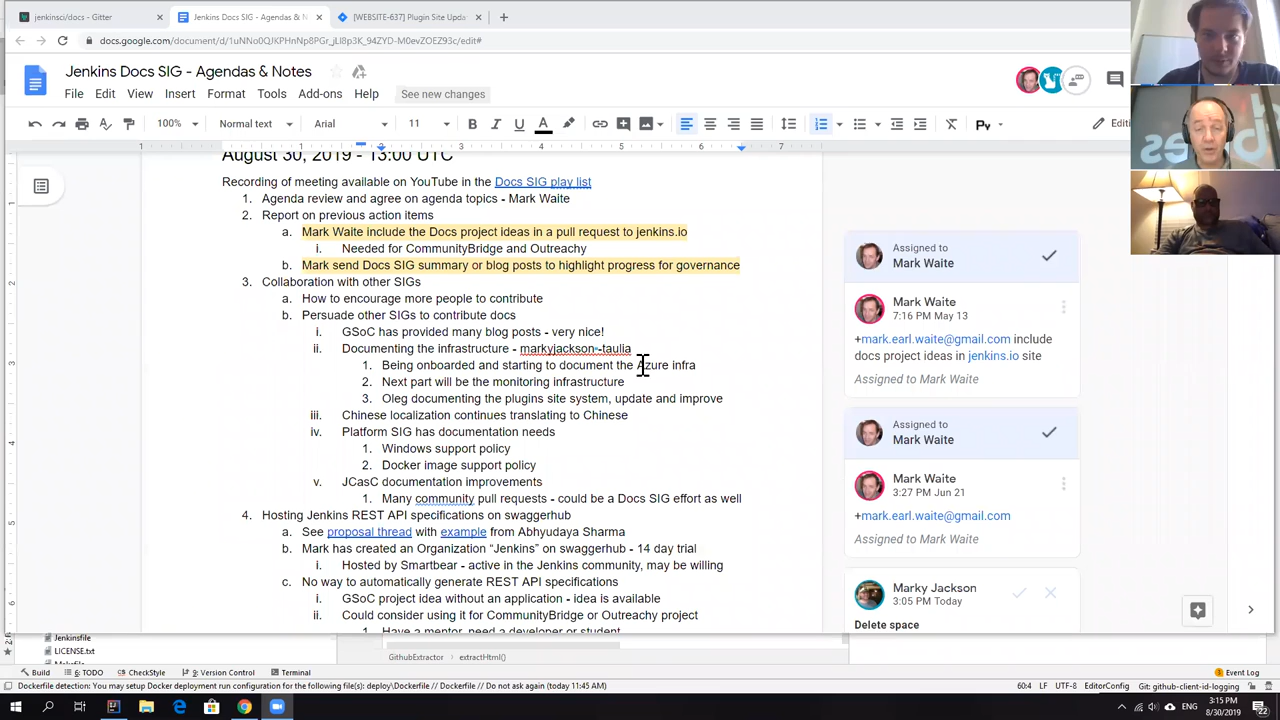 jenkinsci/docs - Gitter
Jenkins Docs SIG - Agendas & N
[WEBSITE-637] Plugin Site Upda
docs.google.com/document/d/1uNNo0QJKPHnNp8PGr_jLI8p3K_94ZYD-M0evZOEZ93c/edit#
Jenkins Docs SIG - Agendas & Notes
File Edit View Insert Format Tools Add-ons Help See new changes
100% Normal text Arial 11 Editi
August 30, 2019 - 13:00 UTC
Recording of meeting available on YouTube in the Docs SIG play list
1. Agenda review and agree on agenda topics - Mark Waite
2. Report on previous action items
a. Mark Waite include the Docs project ideas in a pull request to jenkins.io
i. Needed for CommunityBridge and Outreachy
b. Mark send Docs SIG summary or blog posts to highlight progress for governance
3. Collaboration with other SIGs
a. How to encourage more people to contribute
b. Persuade other SIGs to contribute docs
i. GSoC has provided many blog posts - very nice!
ii. Documenting the infrastructure - markyjackson-taulia
1. Being onboarded and starting to document the Azure infra
2. Next part will be the monitoring infrastructure
3. Oleg documenting the plugins site system, update and improve
iii. Chinese localization continues translating to Chinese
iv. Platform SIG has documentation needs
1. Windows support policy
2. Docker image support policy
v. JCasC documentation improvements
1. Many community pull requests - could be a Docs SIG effort as well
4. Hosting Jenkins REST API specifications on swaggerhub
a. See proposal thread with example from Abhyudaya Sharma
b. Mark has created an Organization “Jenkins” on swaggerhub - 14 day trial
i. Hosted by Smartbear - active in the Jenkins community, may be willing
c. No way to automatically generate REST API specifications
i. GSoC project idea without an application - idea is available
ii. Could consider using it for CommunityBridge or Outreachy project
1. Have a mentor, need a developer or student
Assigned to
Mark Waite
Mark Waite
7:16 PM May 13
+mark.earl.waite@gmail.com include
docs project ideas in jenkins.io site
Assigned to Mark Waite
Assigned to
Mark Waite
Mark Waite
3:27 PM Jun 21
+mark.earl.waite@gmail.com
Assigned to Mark Waite
Marky Jackson
3:05 PM Today
Delete space
Jenkinsfile
LICENSE.txt
GithubExtractor extractHtml()
Build 6: TODO CheckStyle 9: Version Control Terminal 1 Event Log
Dockerfile detection: You may setup Docker deployment run configuration for the following file(s): deploy\Dockerfile // Dockerfile // Do not ask again (today 11:45 AM) 60:4 LF UTF-8 EditorConfig Git: github-client-id-logging
3:15 PM
8/30/2019
22